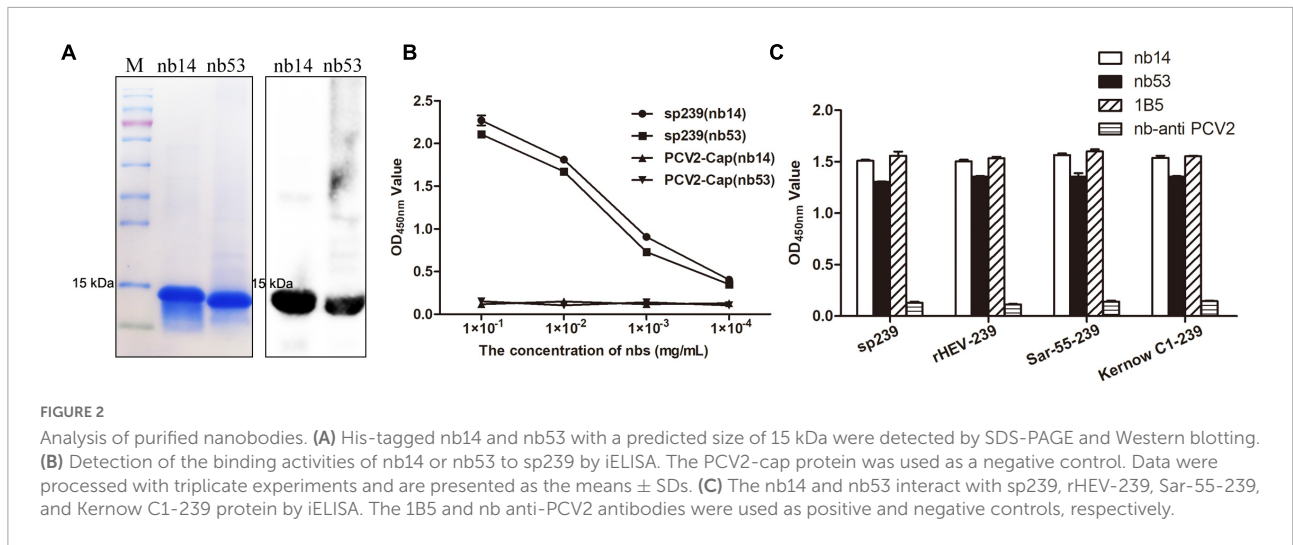 A
M nb14 nb53
nb14 nb53
15 kDa
15 kDa
B
2.5
2.0
1.5
1.0
0.5
0.0
OD450nm Value
1×10⁻¹ 1×10⁻² 1×10⁻³ 1×10⁻⁴
The concentration of nbs (mg/mL)
sp239(nb14)
sp239(nb53)
PCV2-Cap(nb14)
PCV2-Cap(nb53)
C
nb14
nb53
1B5
nb-anti PCV2
2.0
1.5
1.0
0.5
0.0
OD450nm Value
sp239 rHEV-239 Sar-55-239 Kernow C1-239
FIGURE 2
Analysis of purified nanobodies. (A) His-tagged nb14 and nb53 with a predicted size of 15 kDa were detected by SDS-PAGE and Western blotting.
(B) Detection of the binding activities of nb14 or nb53 to sp239 by iELISA. The PCV2-cap protein was used as a negative control. Data were
processed with triplicate experiments and are presented as the means ± SDs. (C) The nb14 and nb53 interact with sp239, rHEV-239, Sar-55-239,
and Kernow C1-239 protein by iELISA. The 1B5 and nb anti-PCV2 antibodies were used as positive and negative controls, respectively.